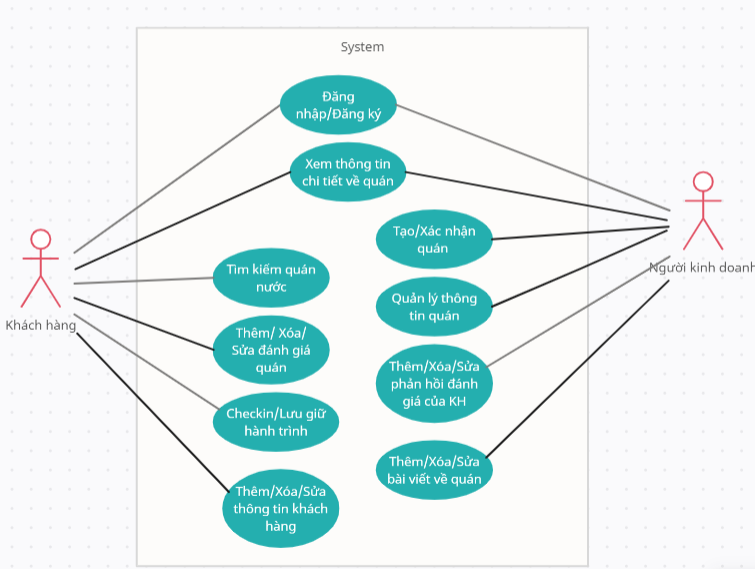 System
Đăng
nhập/Đăng ký
Xem thông tin
chi tiết về quán
Tạo/Xác nhận
quán
Tìm kiếm quán
nước
Quản lý thông
tin quán
Thêm/ Xóa/
Sửa đánh giá
quán
Thêm/Xóa/Sửa
phản hồi đánh
giá của KH
Checkin/Lưu giữ
hành trình
Thêm/Xóa/Sửa
bài viết về quán
Thêm/Xóa/Sửa
thông tin khách
hàng
Khách hàng
Người kinh doanh